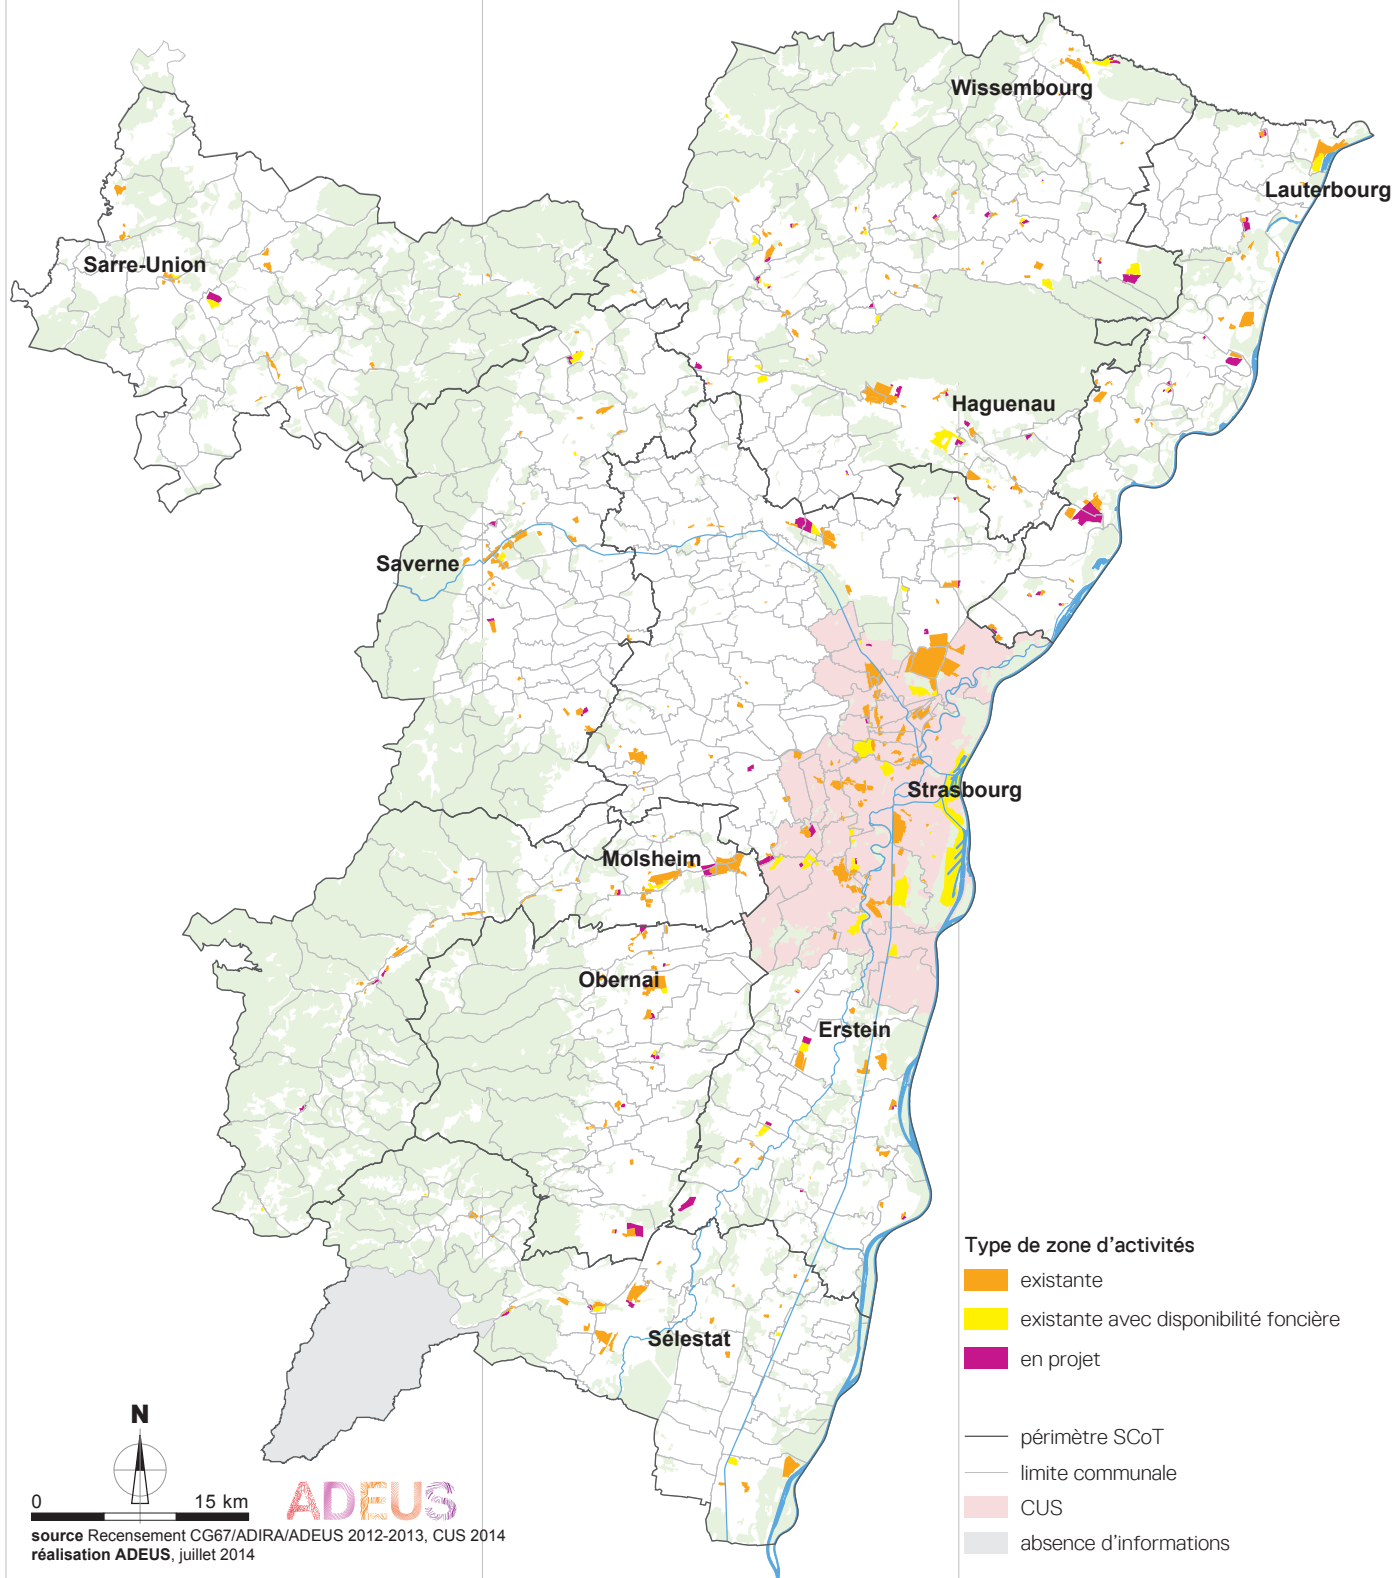 Wissembourg
Lauterbourg
Sarre-Union
Haguenau
Saverne
Strasbourg
Molsheim
Obernai
Erstein
Sélestat
Type de zone d'activités
existante
existante avec disponibilité foncière
en projet
périmètre SCoT
limite communale
CUS
absence d'informations
N
0 15 km
ADEUS
source Recensement CG67/ADIRA/ADEUS 2012-2013, CUS 2014
réalisation ADEUS, juillet 2014